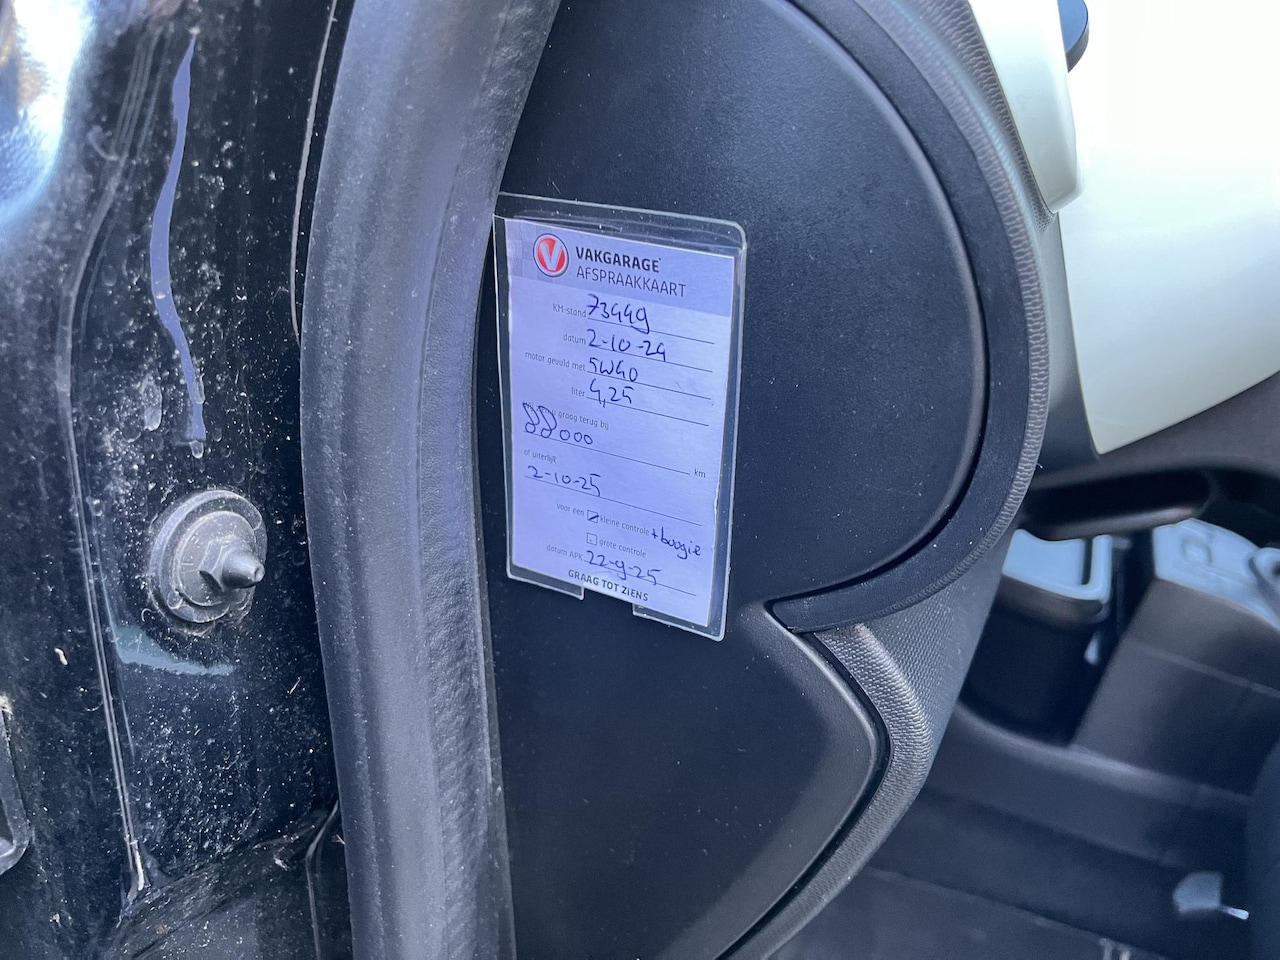 V
VAKGARAGE
AFSPRAAKKAART
KM-stand 73449
datum 2-10-24
motor gevuld met 5W40
liter 4,25
u graag terug bij
88000 km
of uiterlijk
2-10-25
voor een kleine controle + boogie
grote controle
datum APK 22-9-25
GRAAG TOT ZIENS